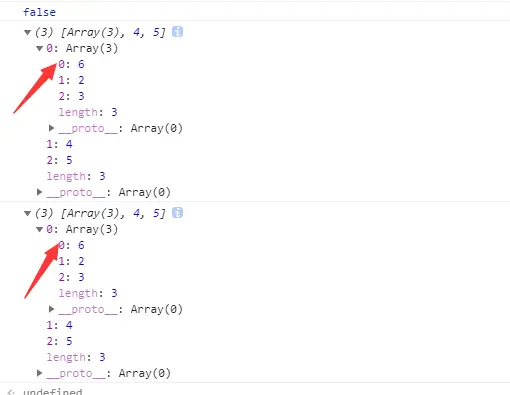 false
▼(3) [Array(3), 4, 5] i
▼0: Array(3)
0: 6
1: 2
2: 3
length: 3
▶__proto__: Array(0)
1: 4
2: 5
length: 3
▶__proto__: Array(0)
▼(3) [Array(3), 4, 5] i
▼0: Array(3)
0: 6
1: 2
2: 3
length: 3
▶__proto__: Array(0)
1: 4
2: 5
length: 3
▶__proto__: Array(0)
undefined